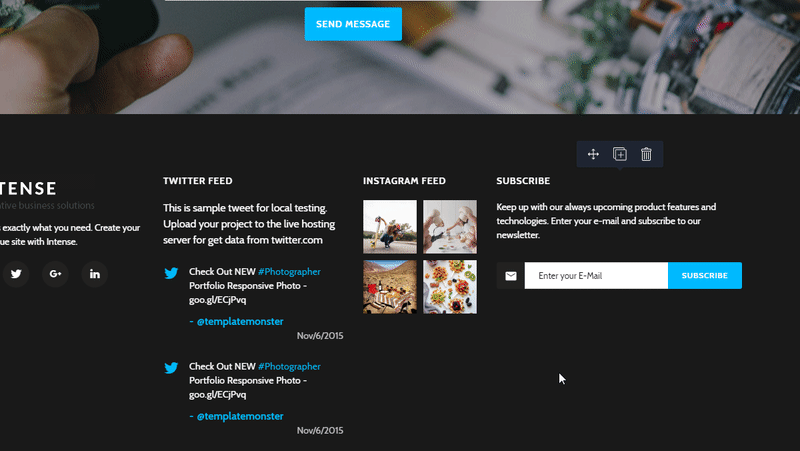 SEND MESSAGE
TENSE
ative business solutions
exactly what you need. Create your
ue site with Intense.
G+
in
TWITTER FEED
This is sample tweet for local testing.
Upload your project to the live hosting
server for get data from twitter.com
Check Out NEW #Photographer
Portfolio Responsive Photo -
goo.gl/ECjPvq
- @templatemonster
Nov/6/2015
Check Out NEW #Photographer
Portfolio Responsive Photo -
goo.gl/ECjPvq
- @templatemonster
Nov/6/2015
INSTAGRAM FEED
SUBSCRIBE
Keep up with our always upcoming product features and
technologies. Enter your e-mail and subscribe to our
newsletter.
Enter your E-Mail
SUBSCRIBE